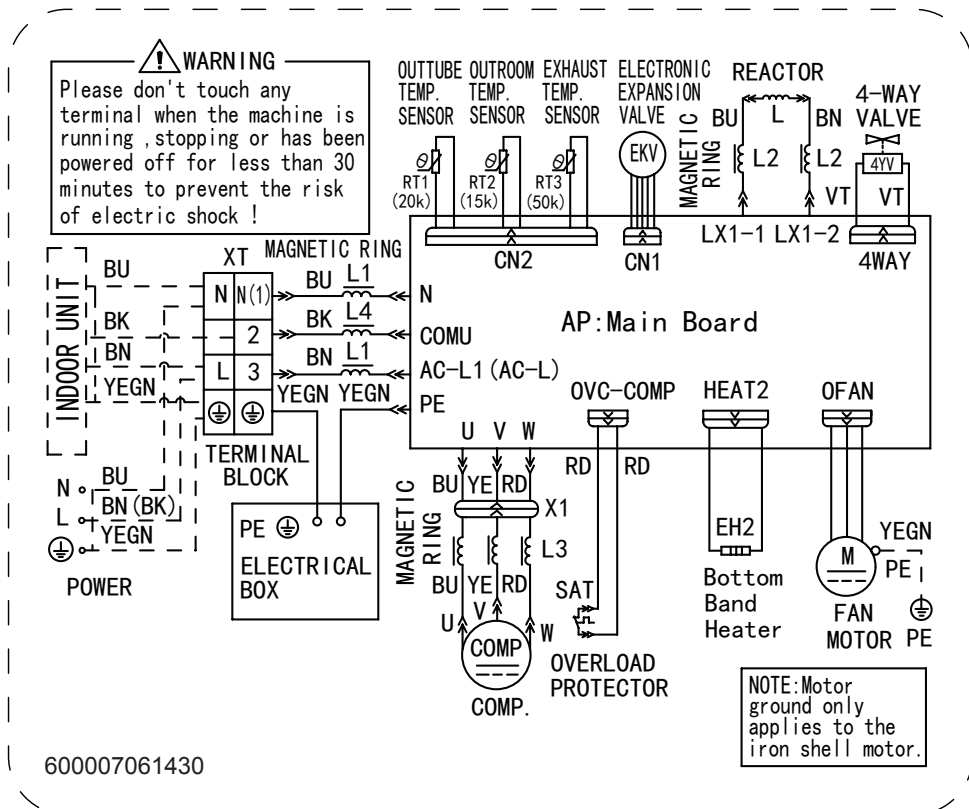 WARNING
Please don't touch any
terminal when the machine is
running ,stopping or has been
powered off for less than 30
minutes to prevent the risk
of electric shock !
OUTTUBE
TEMP.
SENSOR
OUTROOM
TEMP.
SENSOR
EXHAUST
TEMP.
SENSOR
ELECTRONIC
EXPANSION
VALVE
REACTOR
4-WAY
VALVE
BU
L
BN
MAGNETIC
RING
L2
L2
EKV
4YV
RT1
(20k)
RT2
(15k)
RT3
(50k)
VT
VT
CN2
CN1
LX1-1
LX1-2
4WAY
INDOOR UNIT
BU
BK
BN
YEGN
XT
N
N(1)
2
L
3
TERMINAL
BLOCK
MAGNETIC RING
BU
L1
BK
L4
BN
L1
YEGN
YEGN
N
COMU
AC-L1(AC-L)
PE
AP:Main Board
OVC-COMP
HEAT2
OFAN
U
V
W
RD
RD
N
BU
L
BN(BK)
YEGN
POWER
PE
ELECTRICAL
BOX
MAGNETIC
RING
BU
YE
RD
X1
L3
BU
YE
RD
U
V
W
COMP
COMP.
SAT
OVERLOAD
PROTECTOR
EH2
Bottom
Band
Heater
M
FAN
MOTOR
YEGN
PE
PE
NOTE:Motor
ground only
applies to the
iron shell motor.
600007061430